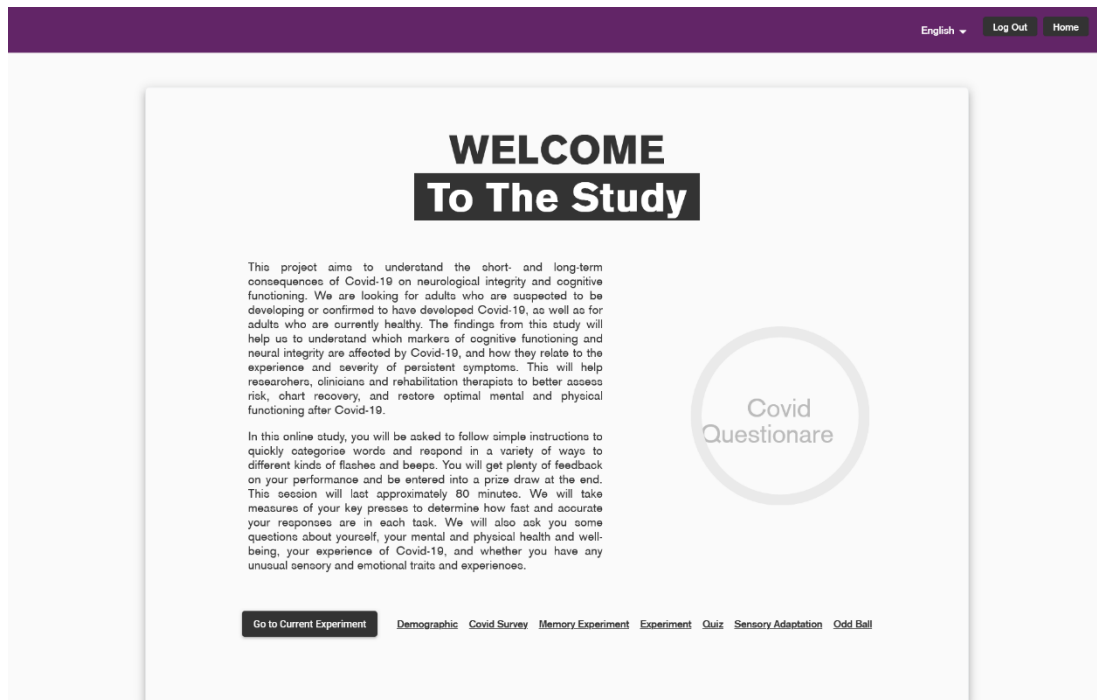 English
Log Out
Home
WELCOME
To The Study
This project aims to understand the short- and long-term
consequences of Covid-19 on neurological integrity and cognitive
functioning. We are looking for adults who are suspected to be
developing or confirmed to have developed Covid-19, as well as for
adults who are currently healthy. The findings from this study will
help us to understand which markers of cognitive functioning and
neural integrity are affected by Covid-19, and how they relate to the
experience and severity of persistent symptoms. This will help
researchers, clinicians and rehabilitation therapists to better assess
risk, chart recovery, and restore optimal mental and physical
functioning after Covid-19.
In this online study, you will be asked to follow simple instructions to
quickly categorise words and respond in a variety of ways to
different kinds of flashes and beeps. You will get plenty of feedback
on your performance and be entered into a prize draw at the end.
This session will last approximately 80 minutes. We will take
measures of your key presses to determine how fast and accurate
your responses are in each task. We will also ask you some
questions about yourself, your mental and physical health and well-
being, your experience of Covid-19, and whether you have any
unusual sensory and emotional traits and experiences.
Covid
Questionare
Go to Current Experiment
Demographic
Covid Survey
Memory Experiment
Experiment
Quiz
Sensory Adaptation
Odd Ball